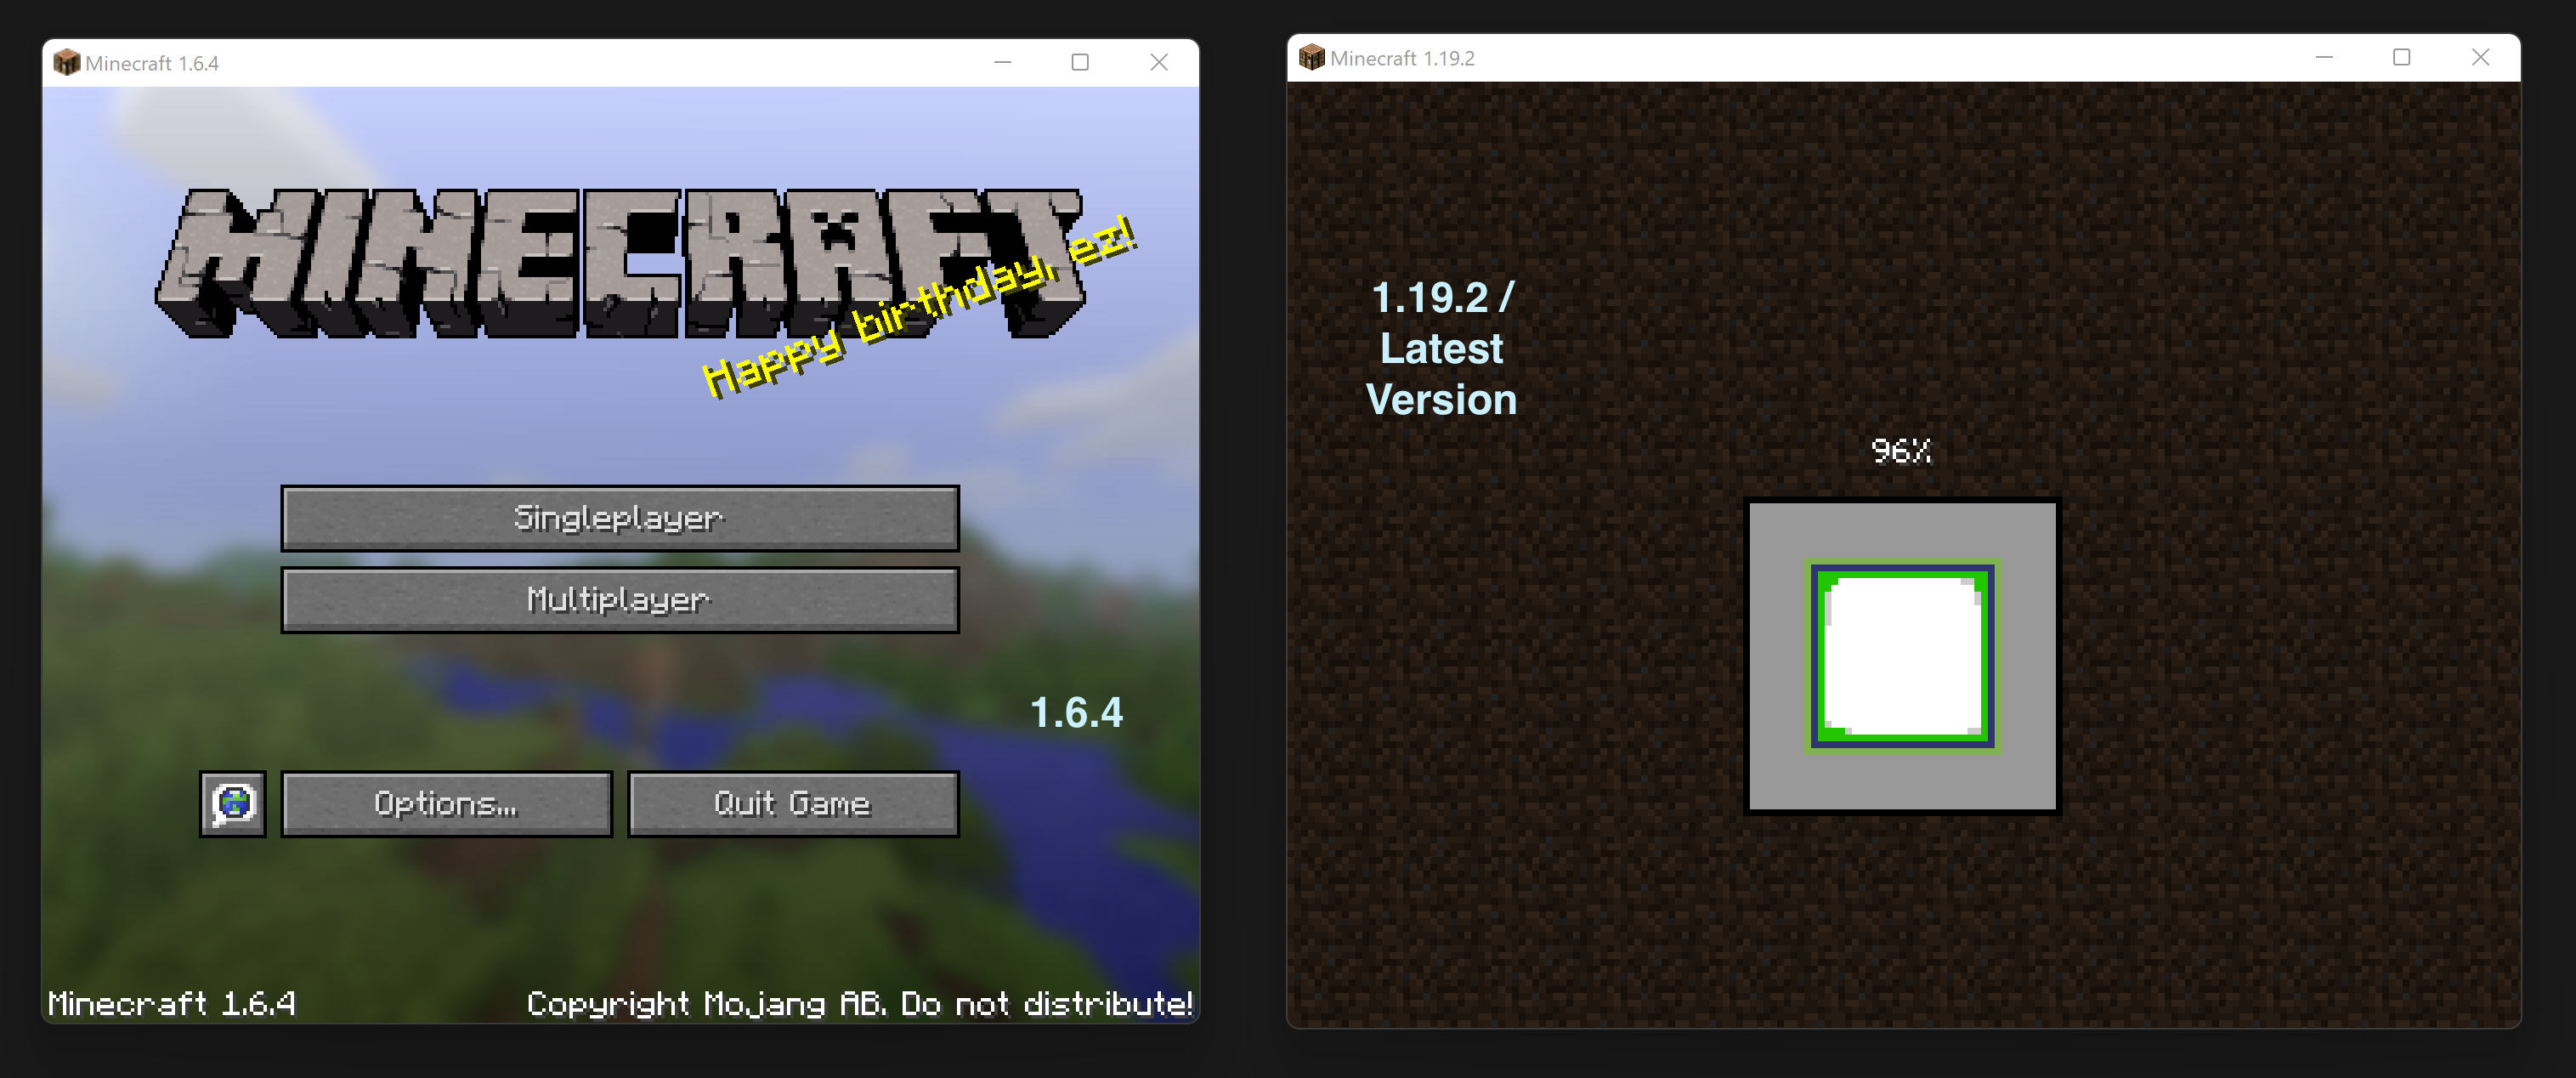 Minecraft 1.6.4
MINECRAFT
Happy birthday, ez!
Singleplayer
Multiplayer
1.6.4
Options...
Quit Game
Minecraft 1.6.4
Copyright Mojang AB. Do not distribute!
Minecraft 1.19.2
1.19.2 /
Latest
Version
96%